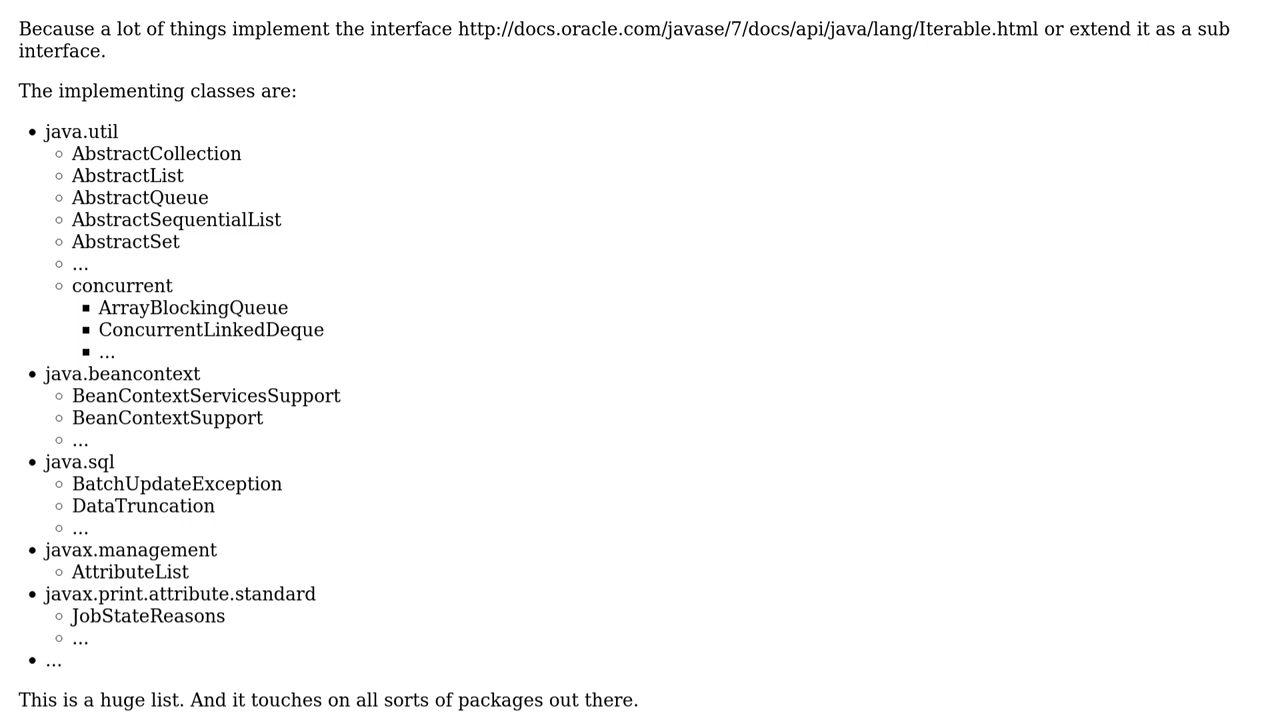 Because a lot of things implement the interface http://docs.oracle.com/javase/7/docs/api/java/lang/Iterable.html or extend it as a sub
interface.
The implementing classes are:
• java.util
◦ AbstractCollection
◦ AbstractList
◦ AbstractQueue
◦ AbstractSequentialList
◦ AbstractSet
◦ ...
◦ concurrent
▪ ArrayBlockingQueue
▪ ConcurrentLinkedDeque
▪ ...
• java.beancontext
◦ BeanContextServicesSupport
◦ BeanContextSupport
◦ ...
• java.sql
◦ BatchUpdateException
◦ DataTruncation
◦ ...
• javax.management
◦ AttributeList
• javax.print.attribute.standard
◦ JobStateReasons
◦ ...
• ...
This is a huge list. And it touches on all sorts of packages out there.